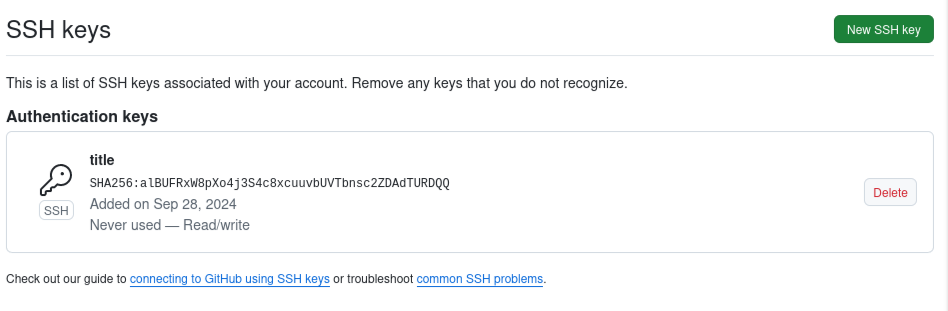 SSH keys
New SSH key
This is a list of SSH keys associated with your account. Remove any keys that you do not recognize.
Authentication keys
title
SHA256:alBUFRxW8pXo4j3S4c8xcuuvbUVTbnsc2ZDAdTURDQQ
SSH
Added on Sep 28, 2024
Never used — Read/write
Delete
Check out our guide to connecting to GitHub using SSH keys or troubleshoot common SSH problems.